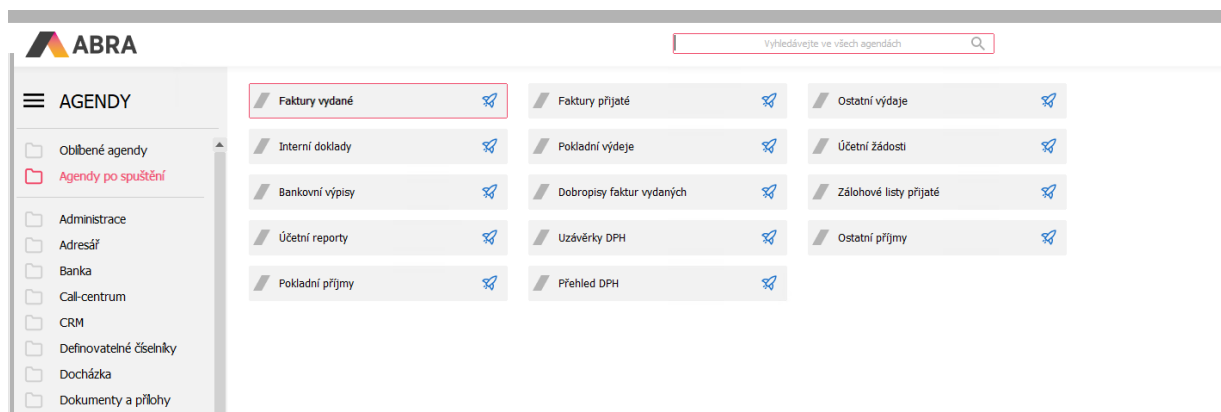 ABRA
Vyhledávejte ve všech agendách
AGENDY
Oblíbené agendy
Agendy po spuštění
Administrace
Adresář
Banka
Call-centrum
CRM
Definovatelné číselníky
Docházka
Dokumenty a přílohy
Faktury vydané
Faktury přijaté
Ostatní výdaje
Interní doklady
Pokladní výdeje
Účetní žádosti
Bankovní výpisy
Dobropisy faktur vydaných
Zálohové listy přijaté
Účetní reporty
Uzávěrky DPH
Ostatní příjmy
Pokladní příjmy
Přehled DPH